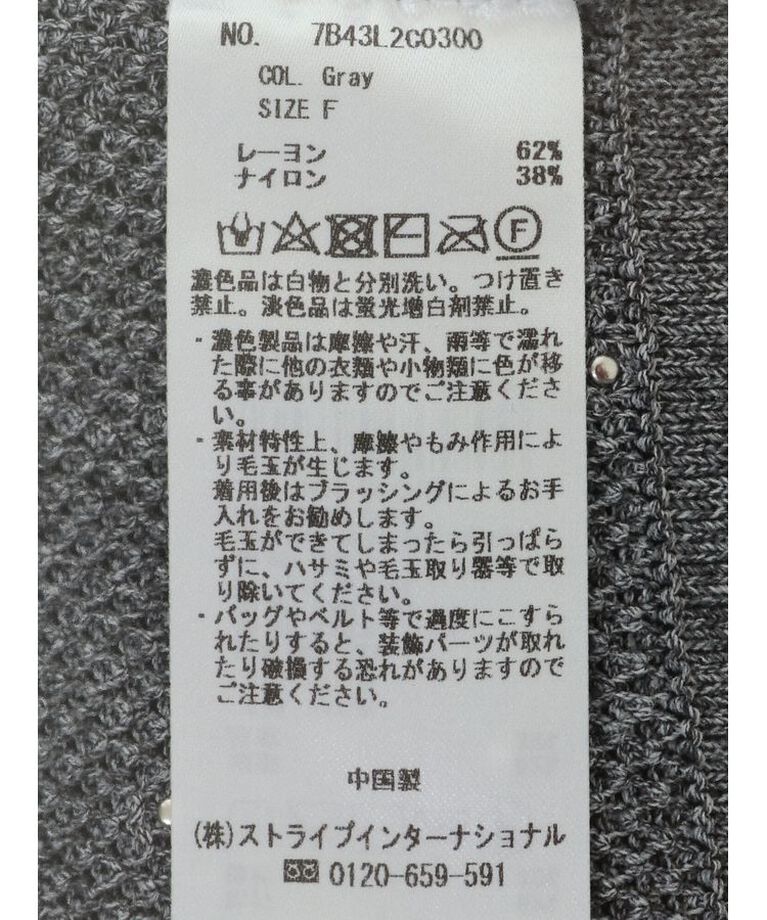 NO. 7B43L2C0300
COL. Gray
SIZE F
レーヨン 62%
ナイロン 38%
F
濃色品は白物と分別洗い。つけ置き
禁止。淡色品は蛍光増白剤禁止。
・濃色製品は摩擦や汗、雨等で濡れ
た際に他の衣類や小物類に色が移
る事がありますのでご注意くださ
い。
・素材特性上、摩擦やもみ作用によ
り毛玉が生じます。
着用後はブラッシングによるお手
入れをお勧めします。
毛玉ができてしまったら引っぱら
ずに、ハサミや毛玉取り器等で取
り除いてください。
・バッグやベルト等で過度にこすら
れたりすると、装飾パーツが取れ
たり破損する恐れがありますので
ご注意ください。
中国製
(株)ストライプインターナショナル
0120-659-591